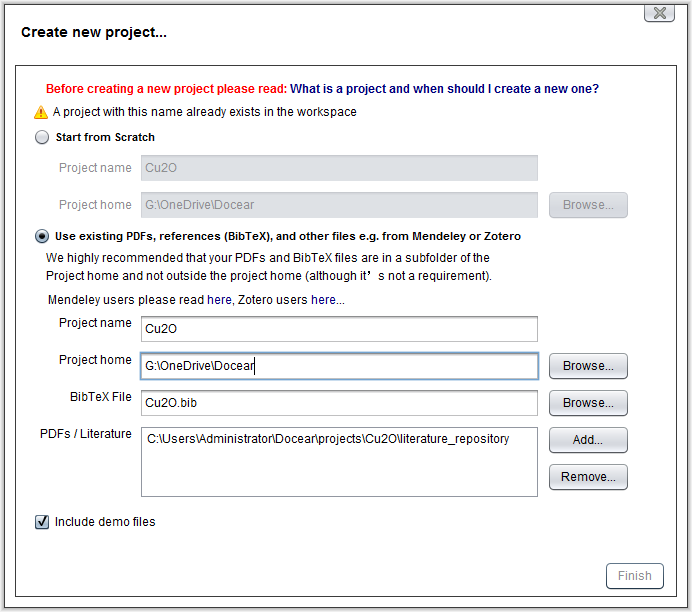 Create new project...
Before creating a new project please read: What is a project and when should I create a new one?
A project with this name already exists in the workspace
Start from Scratch
Project name Cu2O
Project home G:\OneDrive\Docear Browse...
Use existing PDFs, references (BibTeX), and other files e.g. from Mendeley or Zotero
We highly recommended that your PDFs and BibTeX files are in a subfolder of the
Project home and not outside the project home (although it's not a requirement).
Mendeley users please read here, Zotero users here...
Project name Cu2O
Project home G:\OneDrive\Docear Browse...
BibTeX File Cu2O.bib Browse...
PDFs / Literature C:\Users\Administrator\Docear\projects\Cu2O\literature_repository Add...
Remove...
Include demo files
Finish